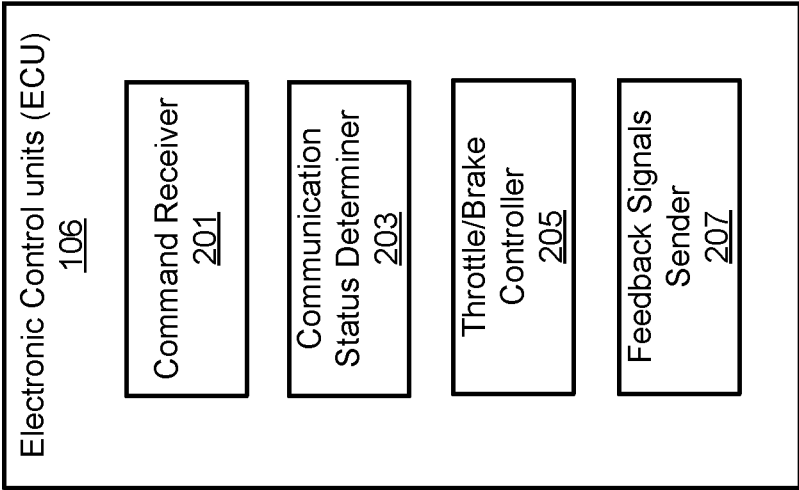 Electronic Control units (ECU)
106
Command Receiver
201
Communication
Status Determiner
203
Throttle/Brake
Controller
205
Feedback Signals
Sender
207